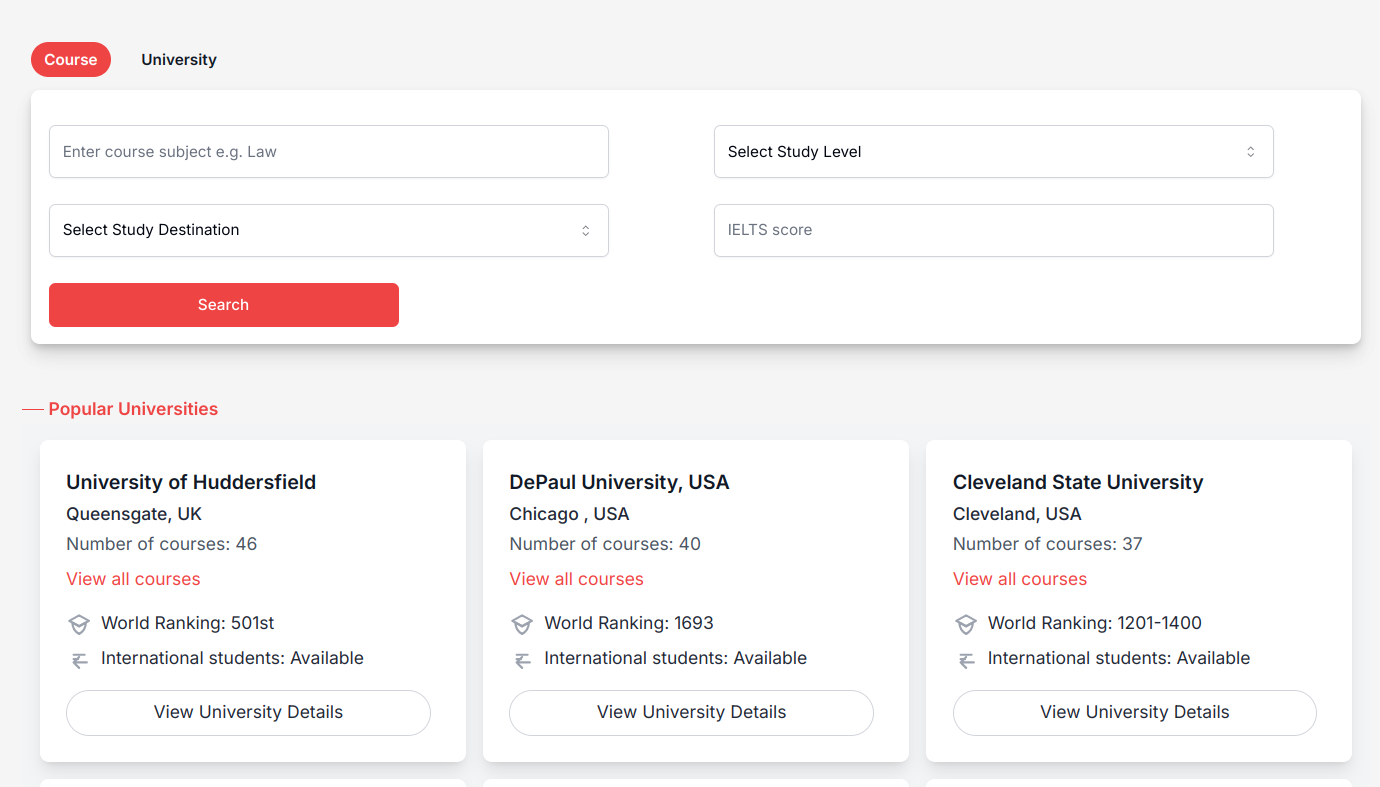 Course University
Enter course subject e.g. Law
Select Study Level
Select Study Destination
IELTS score
Search
Popular Universities
University of Huddersfield
Queensgate, UK
Number of courses: 46
View all courses
World Ranking: 501st
International students: Available
View University Details
DePaul University, USA
Chicago , USA
Number of courses: 40
View all courses
World Ranking: 1693
International students: Available
View University Details
Cleveland State University
Cleveland, USA
Number of courses: 37
View all courses
World Ranking: 1201-1400
International students: Available
View University Details